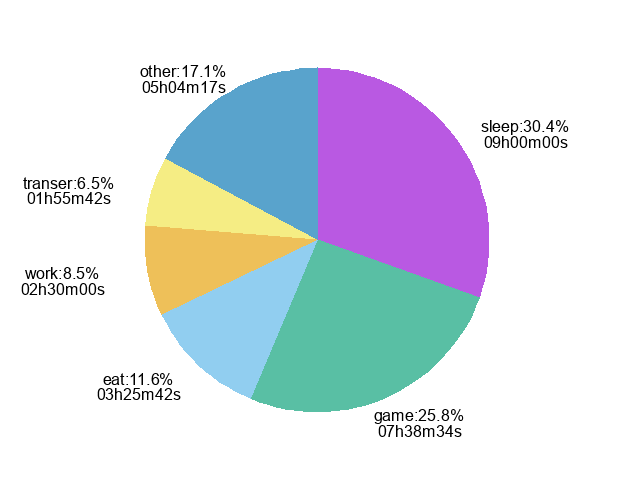 other:17.1%
05h04m17s
sleep:30.4%
09h00m00s
transer:6.5%
01h55m42s
work:8.5%
02h30m00s
eat:11.6%
03h25m42s
game:25.8%
07h38m34s